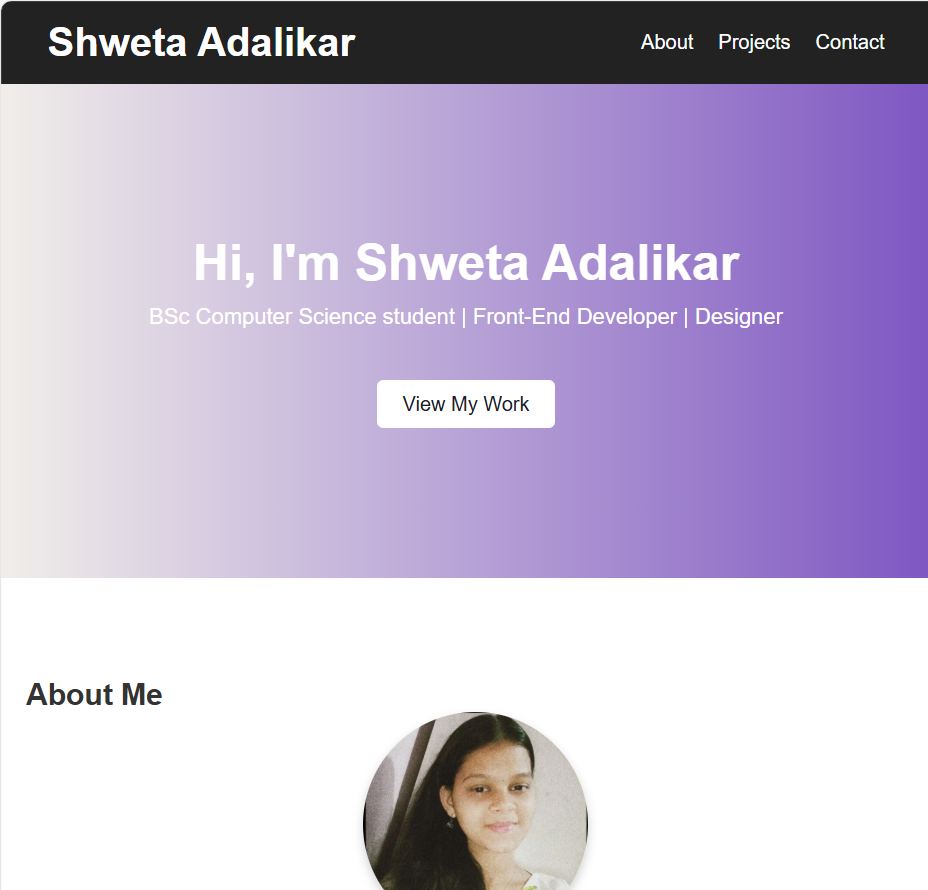 Shweta Adalikar
About Projects Contact
Hi, I'm Shweta Adalikar
BSc Computer Science student | Front-End Developer | Designer
View My Work
About Me